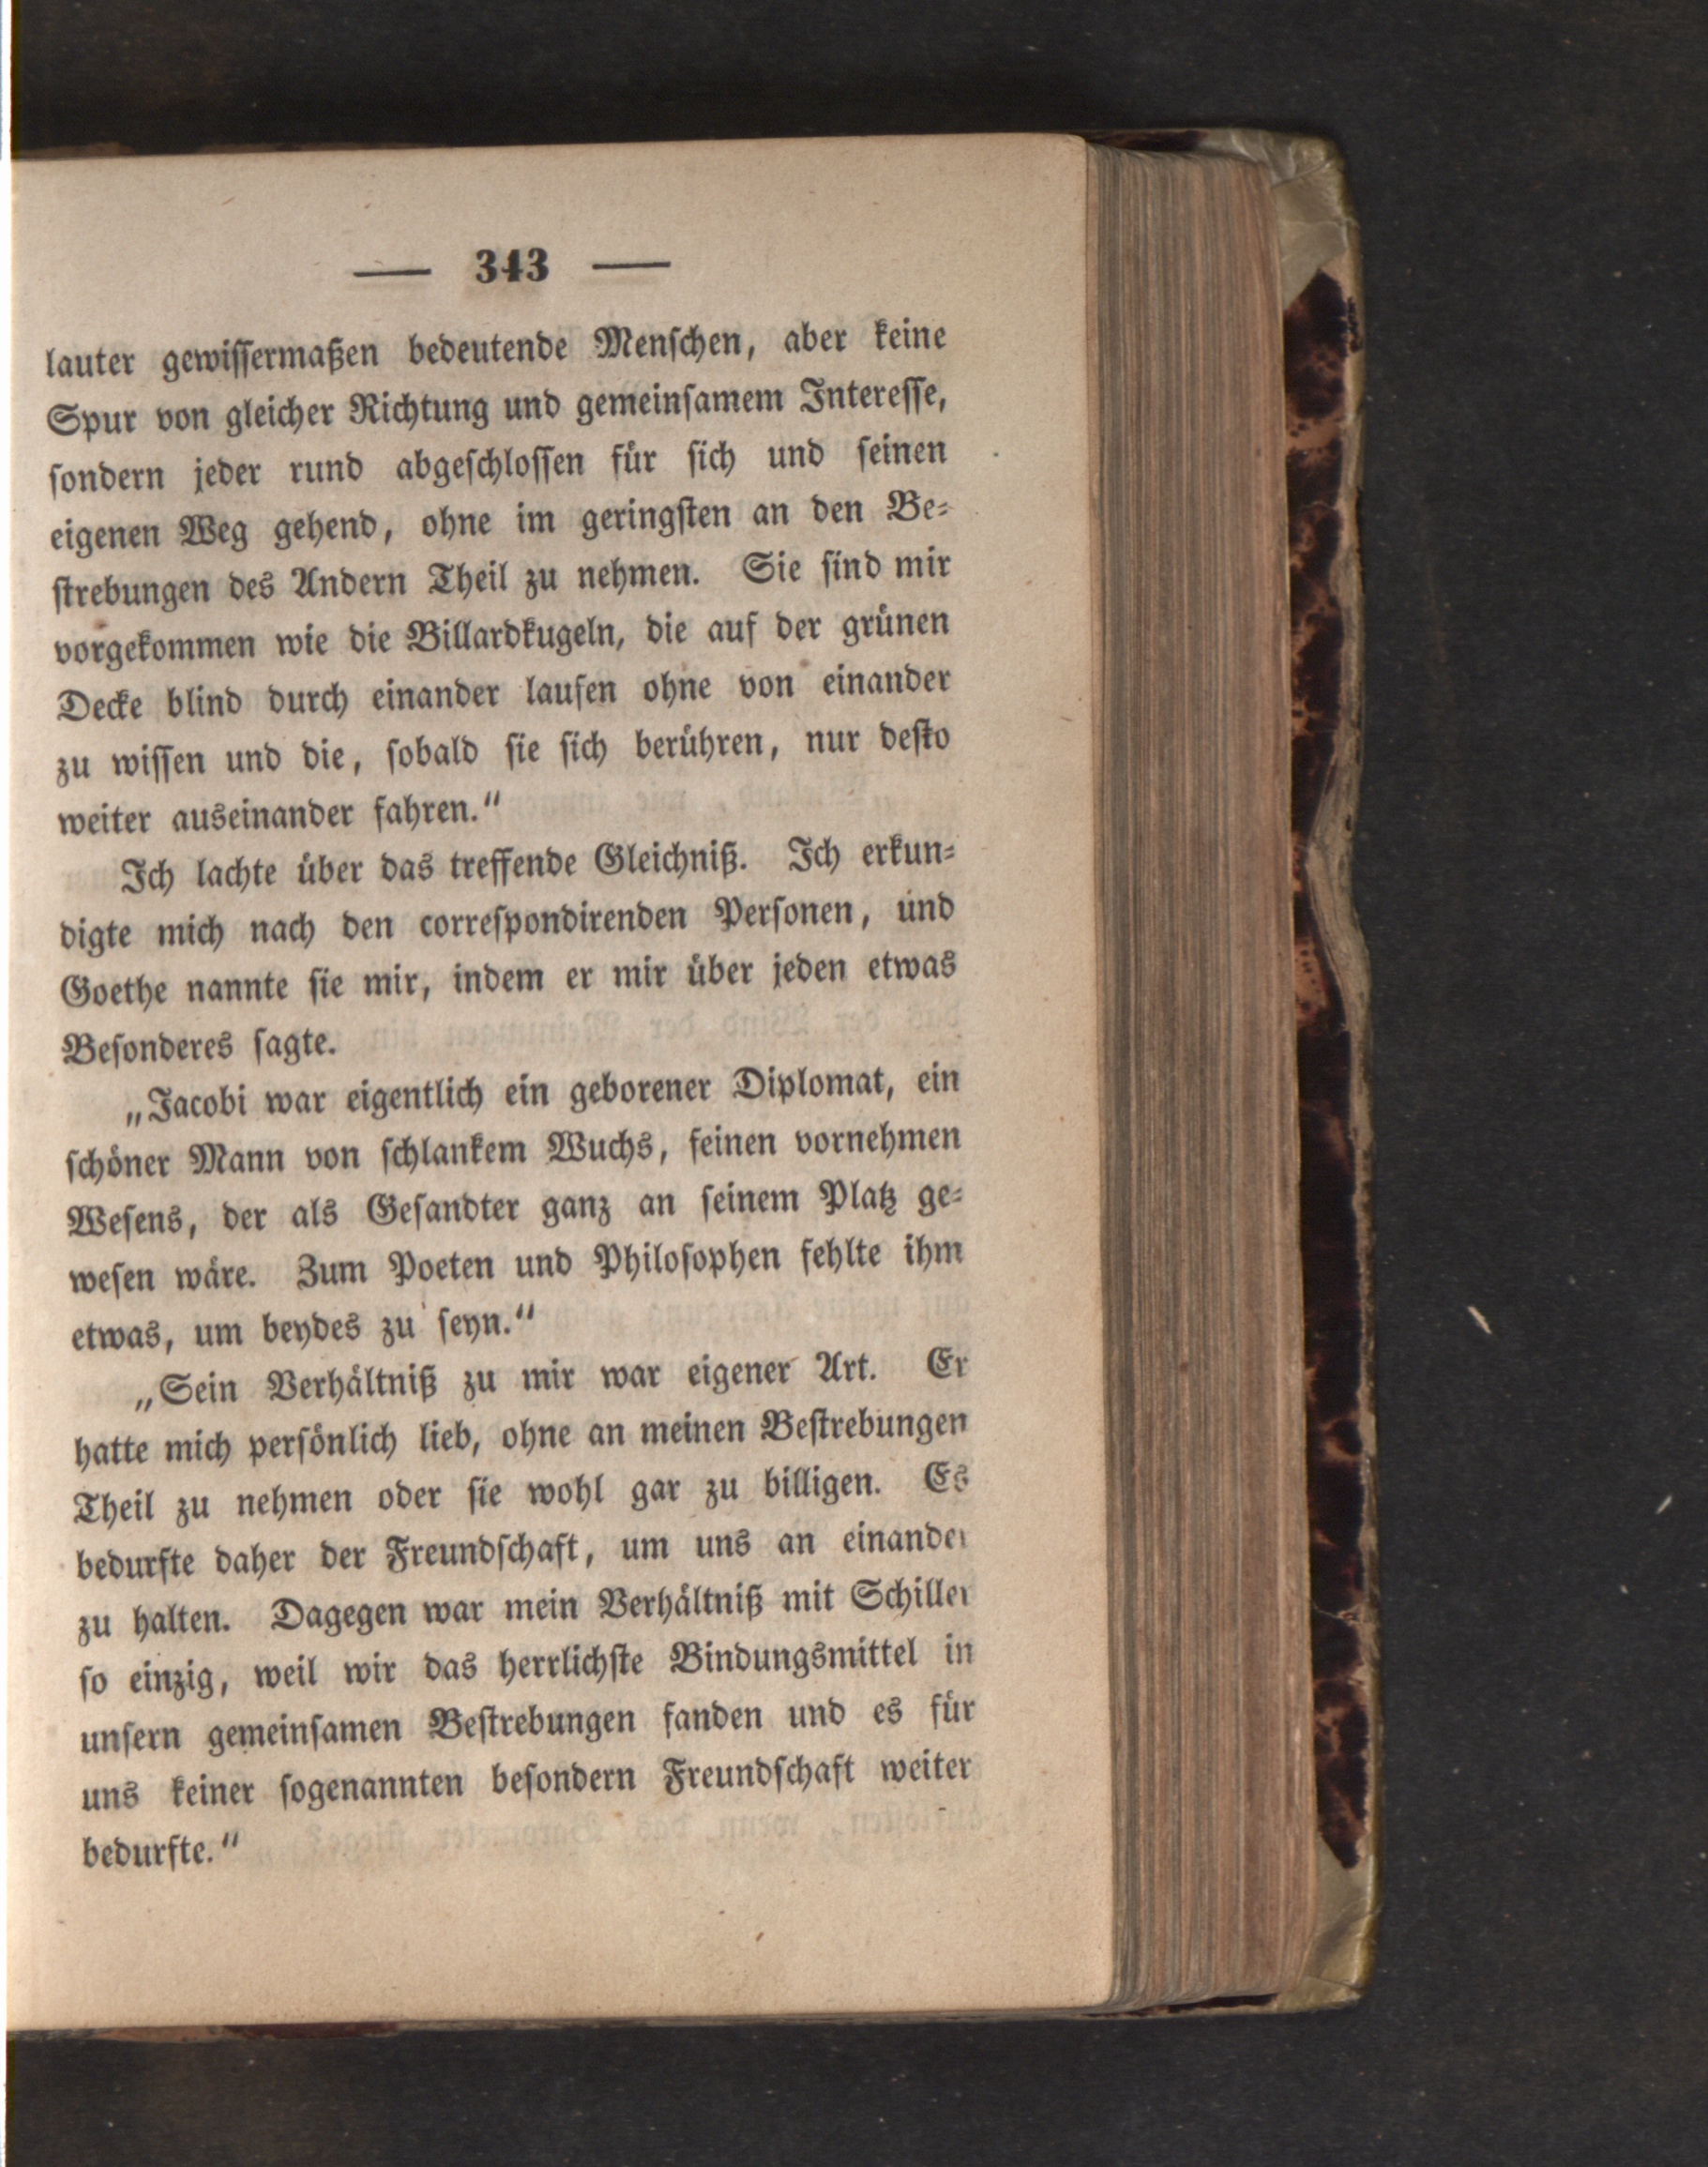 — 343 —
lauter gewiſſermaßen bedeutende Menſchen, aber keine
Spur von gleicher Richtung und gemeinſamem Intereſſe,
ſondern jeder rund abgeſchloſſen für ſich und ſeinen
eigenen Weg gehend, ohne im geringſten an den Be⸗
ſtrebungen des Andern Theil zu nehmen. Sie ſind mir
vorgekommen wie die Billardkugeln, die auf der grünen
Decke blind durch einander laufen ohne von einander
zu wiſſen und die, ſobald ſie ſich berühren, nur deſto
weiter auseinander fahren.“
Ich lachte über das treffende Gleichniß. Ich erkun⸗
digte mich nach den correſpondirenden Perſonen, und
Goethe nannte ſie mir, indem er mir über jeden etwas
Beſonderes ſagte.
„Jacobi war eigentlich ein geborener Diplomat, ein
ſchöner Mann von ſchlankem Wuchs, feinen vornehmen
Weſens, der als Geſandter ganz an ſeinem Platz ge⸗
weſen wäre. Zum Poeten und Philoſophen fehlte ihm
etwas, um beydes zu ſeyn.“
„Sein Verhältniß zu mir war eigener Art. Er
hatte mich perſönlich lieb, ohne an meinen Beſtrebungen
Theil zu nehmen oder ſie wohl gar zu billigen. Es
bedurfte daher der Freundſchaft, um uns an einander
zu halten. Dagegen war mein Verhältniß mit Schiller
ſo einzig, weil wir das herrlichſte Bindungsmittel in
unſern gemeinſamen Beſtrebungen fanden und es für
uns keiner ſogenannten beſondern Freundſchaft weiter
bedurfte.“